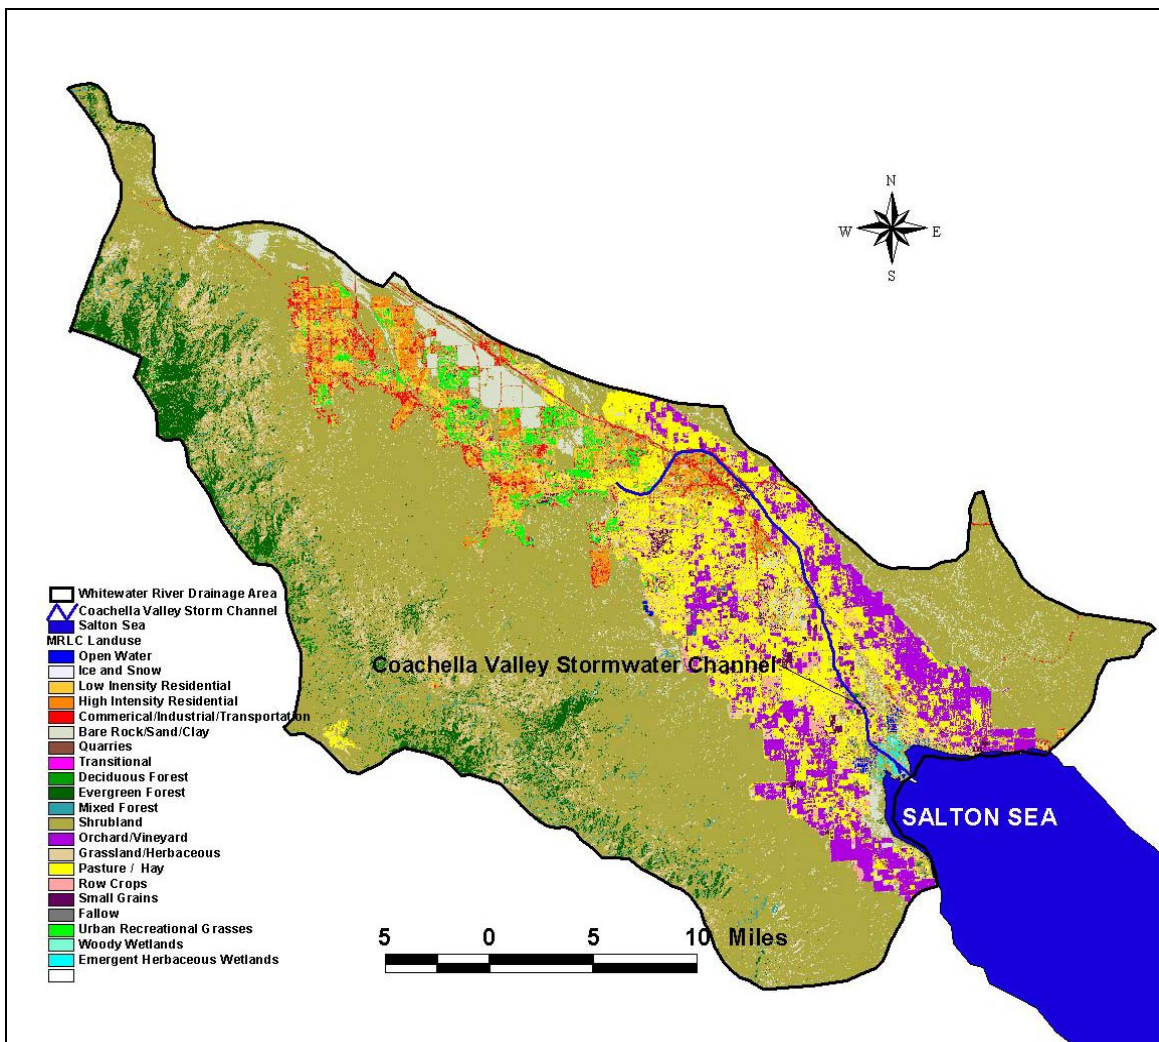 N
W E
S
Whitewater River Drainage Area
Coachella Valley Storm Channel
Salton Sea
MRLC Landuse
Open Water
Ice and Snow
Low Inensity Residential
High Intensity Residential
Commerical/Industrial/Transportation
Bare Rock/Sand/Clay
Quarries
Transitional
Deciduous Forest
Evergreen Forest
Mixed Forest
Shrubland
Orchard/Vineyard
Grassland/Herbaceous
Pasture / Hay
Row Crops
Small Grains
Fallow
Urban Recreational Grasses
Woody Wetlands
Emergent Herbaceous Wetlands
Coachella Valley Stormwater Channel
SALTON SEA
5 0 5 10 Miles